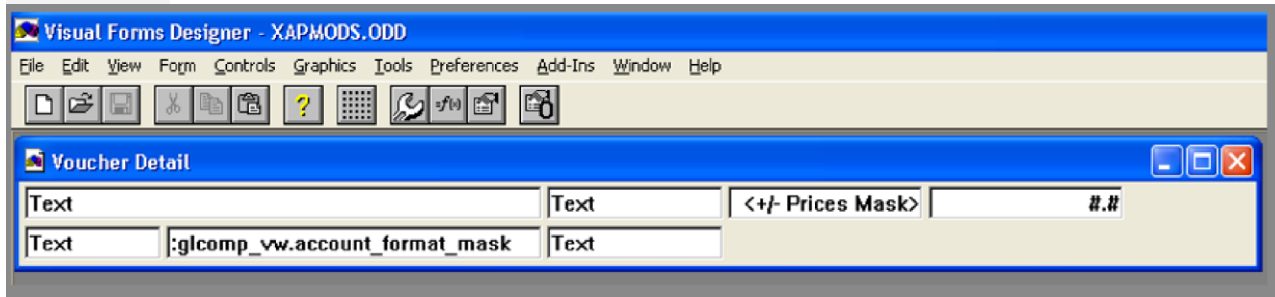 Visual Forms Designer - XAPMODS.ODD
File Edit View Form Controls Graphics Tools Preferences Add-Ins Window Help
? =f(x)
Voucher Detail
Text Text <+/- Prices Mask> #.#
Text :glcomp_vw.account_format_mask Text